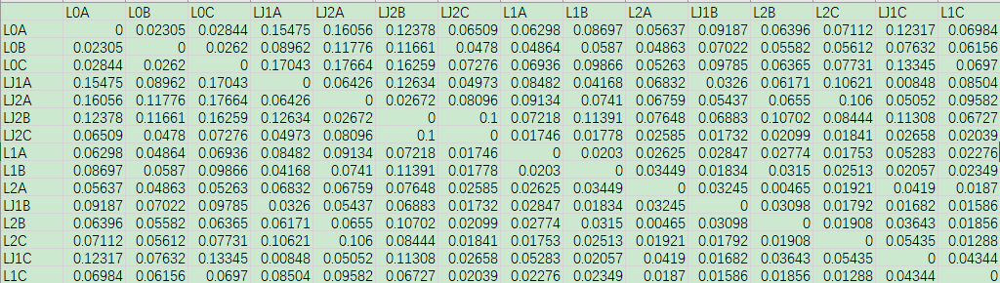 L0A L0B L0C LJ1A LJ2A LJ2B LJ2C L1A L1B L2A LJ1B L2B L2C LJ1C L1C
L0A 0 0.02305 0.02844 0.15475 0.16056 0.12378 0.06509 0.06298 0.08697 0.05637 0.09187 0.06396 0.07112 0.12317 0.06984
L0B 0.02305 0 0.0262 0.08962 0.11776 0.11661 0.0478 0.04864 0.0587 0.04863 0.07022 0.05582 0.05612 0.07632 0.06156
L0C 0.02844 0.0262 0 0.17043 0.17664 0.16259 0.07276 0.06936 0.09866 0.05263 0.09785 0.06365 0.07731 0.13345 0.0697
LJ1A 0.15475 0.08962 0.17043 0 0.06426 0.12634 0.04973 0.08482 0.04168 0.06832 0.0326 0.06171 0.10621 0.00848 0.08504
LJ2A 0.16056 0.11776 0.17664 0.06426 0 0.02672 0.08096 0.09134 0.0741 0.06759 0.05437 0.0655 0.106 0.05052 0.09582
LJ2B 0.12378 0.11661 0.16259 0.12634 0.02672 0 0.1 0.07218 0.11391 0.07648 0.06883 0.10702 0.08444 0.11308 0.06727
LJ2C 0.06509 0.0478 0.07276 0.04973 0.08096 0.1 0 0.01746 0.01778 0.02585 0.01732 0.02099 0.01841 0.02658 0.02039
L1A 0.06298 0.04864 0.06936 0.08482 0.09134 0.07218 0.01746 0 0.0203 0.02625 0.02847 0.02774 0.01753 0.05283 0.02276
L1B 0.08697 0.0587 0.09866 0.04168 0.0741 0.11391 0.01778 0.0203 0 0.03449 0.01834 0.0315 0.02513 0.02057 0.02349
L2A 0.05637 0.04863 0.05263 0.06832 0.06759 0.07648 0.02585 0.02625 0.03449 0 0.03245 0.00465 0.01921 0.0419 0.0187
LJ1B 0.09187 0.07022 0.09785 0.0326 0.05437 0.06883 0.01732 0.02847 0.01834 0.03245 0 0.03098 0.01792 0.01682 0.01586
L2B 0.06396 0.05582 0.06365 0.06171 0.0655 0.10702 0.02099 0.02774 0.0315 0.00465 0.03098 0 0.01908 0.03643 0.01856
L2C 0.07112 0.05612 0.07731 0.10621 0.106 0.08444 0.01841 0.01753 0.02513 0.01921 0.01792 0.01908 0 0.05435 0.01288
LJ1C 0.12317 0.07632 0.13345 0.00848 0.05052 0.11308 0.02658 0.05283 0.02057 0.0419 0.01682 0.03643 0.05435 0 0.04344
L1C 0.06984 0.06156 0.0697 0.08504 0.09582 0.06727 0.02039 0.02276 0.02349 0.0187 0.01586 0.01856 0.01288 0.04344 0